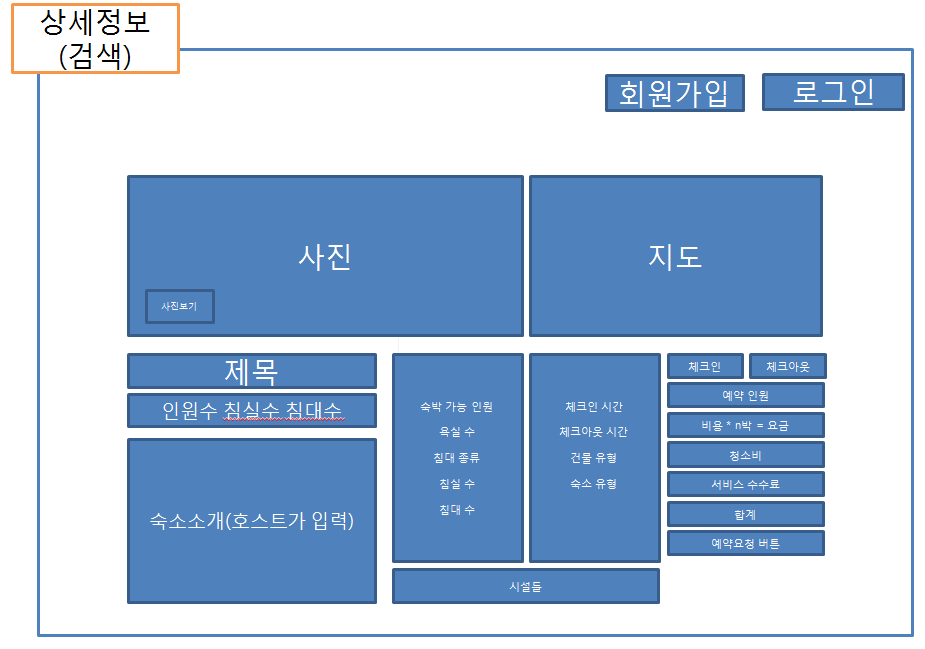 상세정보
(검색)
회원가입
로그인
사진
사진보기
지도
제목
인원수 침실수 침대수
숙소소개(호스트가 입력)
숙박 가능 인원
욕실 수
침대 종류
침실 수
침대 수
체크인 시간
체크아웃 시간
건물 유형
숙소 유형
시설들
체크인
체크아웃
예약 인원
비용 * n박 = 요금
청소비
서비스 수수료
합계
예약요청 버튼